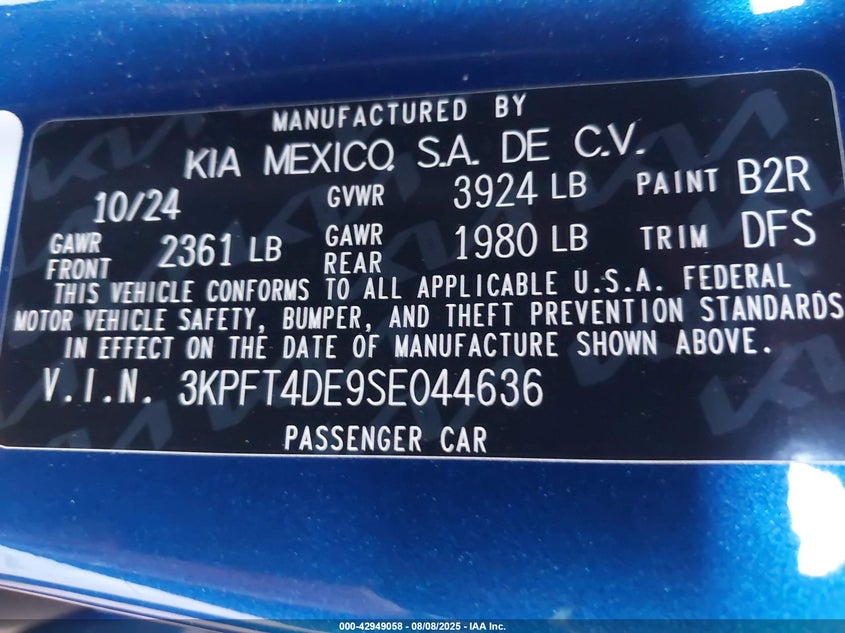 MANUFACTURED BY
KIA MEXICO, S.A. DE C.V.
10/24 GVWR 3924 LB PAINT B2R
GAWR FRONT 2361 LB GAWR REAR 1980 LB TRIM DFS
THIS VEHICLE CONFORMS TO ALL APPLICABLE U.S.A. FEDERAL
MOTOR VEHICLE SAFETY, BUMPER, AND THEFT PREVENTION STANDARDS
IN EFFECT ON THE DATE OF MANUFACTURE SHOWN ABOVE.
V.I.N. 3KPFT4DE9SE044636
PASSENGER CAR
000-42949058 - 08/08/2025 - IAA Inc.